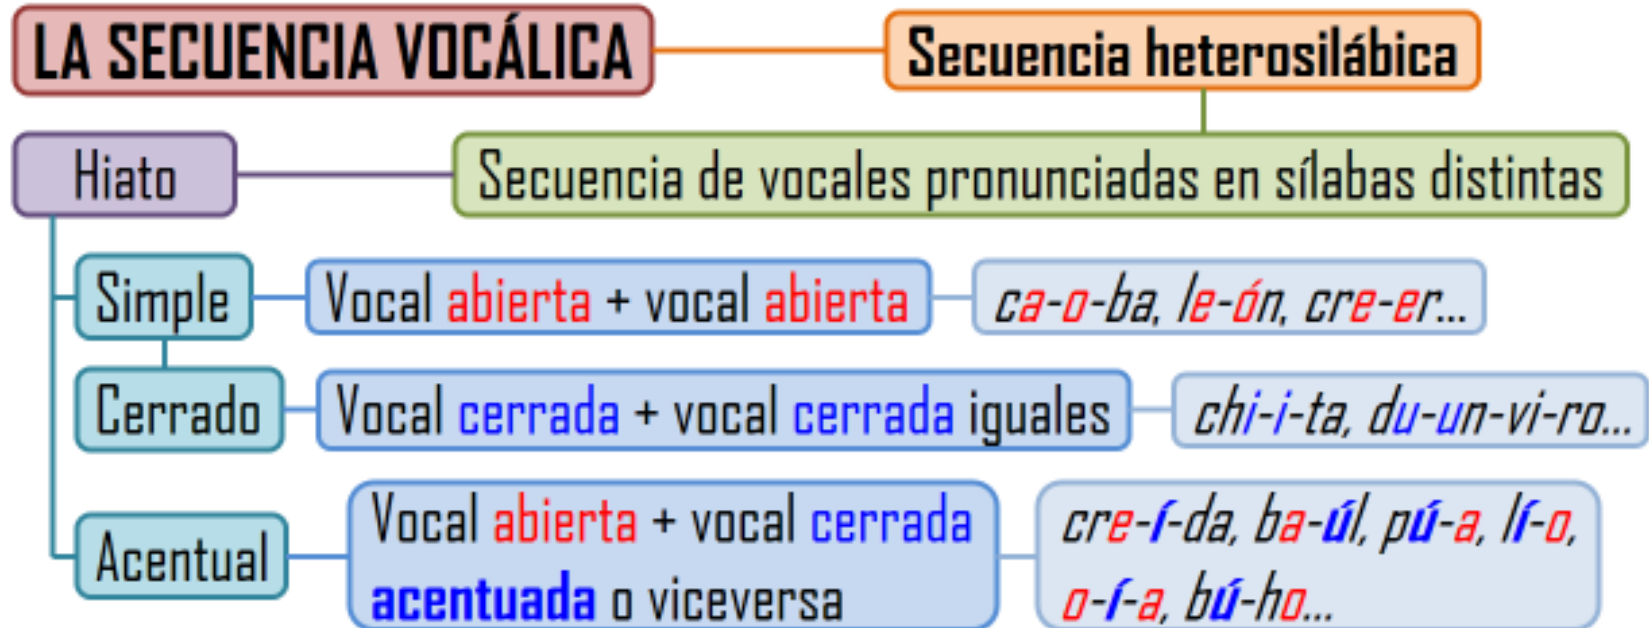 LA SECUENCIA VOCÁLICA
Secuencia heterosilábica
Hiato
Secuencia de vocales pronunciadas en sílabas distintas
Simple
Vocal abierta + vocal abierta
ca-o-ba, le-ón, cre-er...
Cerrado
Vocal cerrada + vocal cerrada iguales
chi-i-ta, du-un-vi-ro...
Acentual
Vocal abierta + vocal cerrada
acentuada o viceversa
cre-í-da, ba-úl, pú-a, lí-o,
o-í-a, bú-ho...